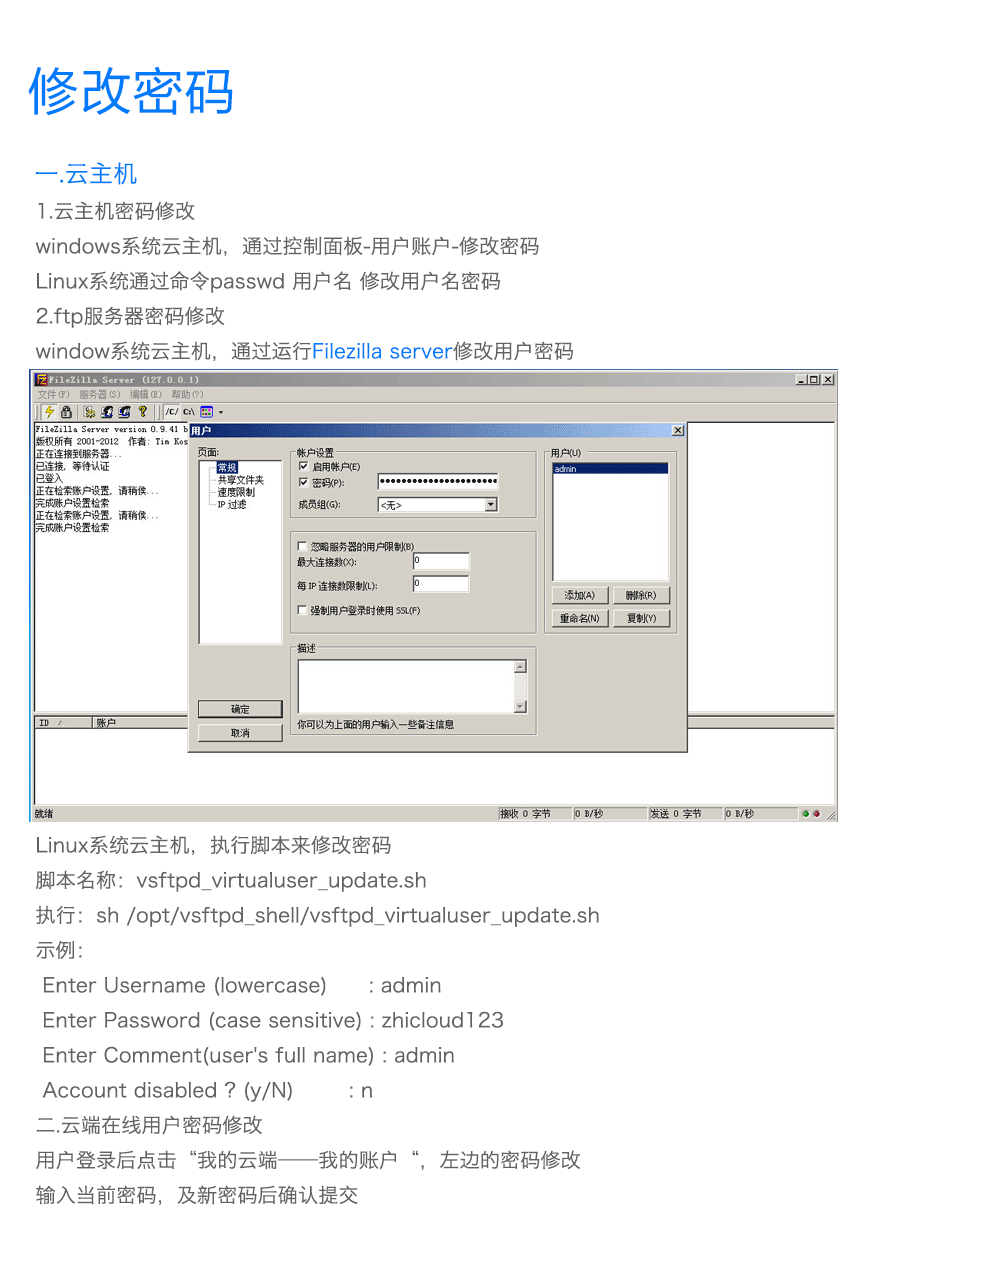 修改密码
一.云主机
1.云主机密码修改
windows系统云主机，通过控制面板-用户账户-修改密码
Linux系统通过命令passwd 用户名 修改用户名密码
2.ftp服务器密码修改
window系统云主机，通过运行Filezilla server修改用户密码
FileZilla Server (127.0.0.1)
文件(F) 服务器(S) 编辑(E) 帮助(?)
/C/ C:\
FileZilla Server version 0.9.41 b
版权所有 2001-2012 作者: Tim Kos
正在连接到服务器...
已连接, 等待认证
已登入
正在检索账户设置, 请稍侯...
完成账户设置检索
正在检索账户设置, 请稍侯...
完成账户设置检索
用户
页面:
常规
共享文件夹
速度限制
IP 过滤
帐户设置
启用帐户(E)
密码(P):
成员组(G):
<无>
忽略服务器的用户限制(B)
最大连接数(X):
0
每 IP 连接数限制(L):
0
强制用户登录时使用 SSL(F)
描述
你可以为上面的用户输入一些备注信息
用户(U)
admin
添加(A) 删除(R)
重命名(N) 复制(Y)
确定
取消
ID / 账户
就绪
接收 0 字节 0 B/秒 发送 0 字节 0 B/秒
Linux系统云主机，执行脚本来修改密码
脚本名称：vsftpd_virtualuser_update.sh
执行：sh /opt/vsftpd_shell/vsftpd_virtualuser_update.sh
示例：
Enter Username (lowercase) : admin
Enter Password (case sensitive) : zhicloud123
Enter Comment(user's full name) : admin
Account disabled ? (y/N) : n
二.云端在线用户密码修改
用户登录后点击“我的云端——我的账户“，左边的密码修改
输入当前密码，及新密码后确认提交